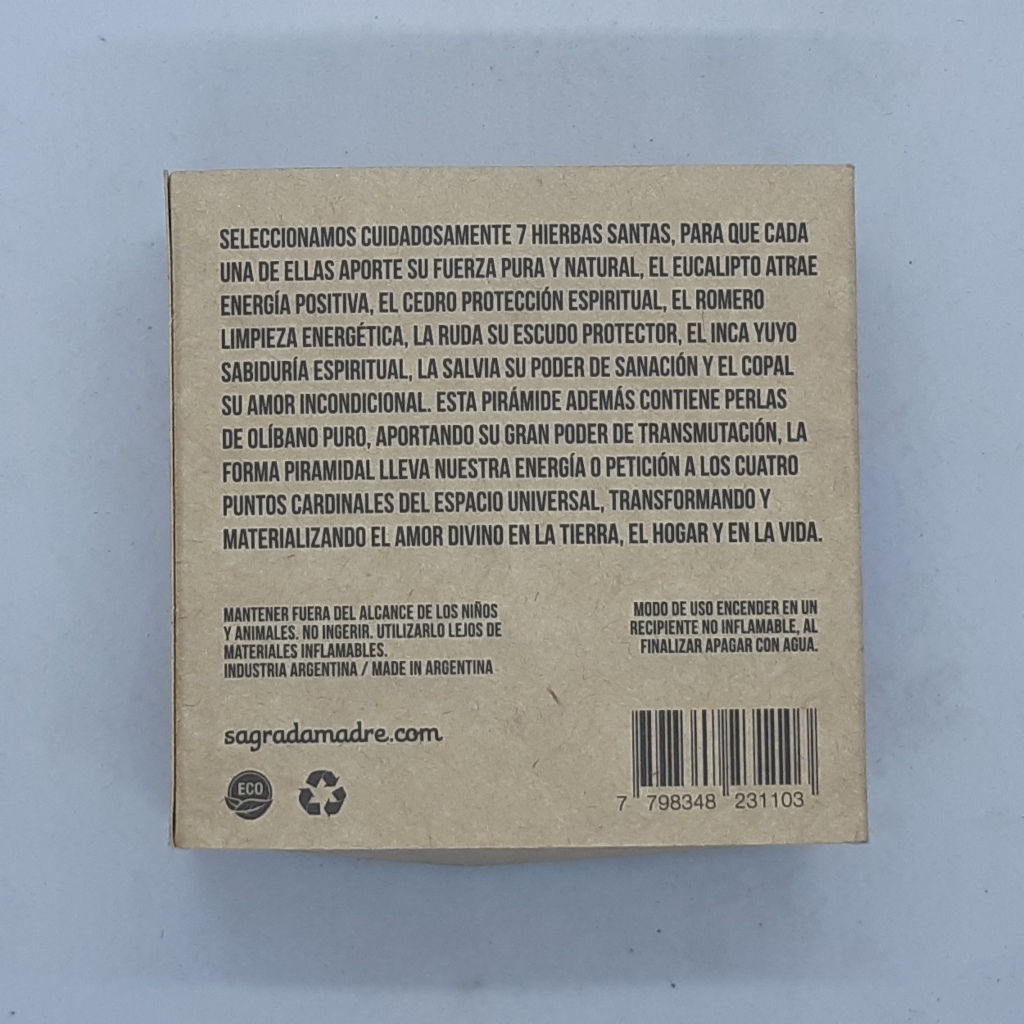 SELECCIONAMOS CUIDADOSAMENTE 7 HIERBAS SANTAS, PARA QUE CADA
UNA DE ELLAS APORTE SU FUERZA PURA Y NATURAL, EL EUCALIPTO ATRAE
ENERGÍA POSITIVA, EL CEDRO PROTECCIÓN ESPIRITUAL, EL ROMERO
LIMPIEZA ENERGÉTICA, LA RUDA SU ESCUDO PROTECTOR, EL INCA YUYO
SABIDURÍA ESPIRITUAL, LA SALVIA SU PODER DE SANACIÓN Y EL COPAL
SU AMOR INCONDICIONAL. ESTA PIRÁMIDE ADEMÁS CONTIENE PERLAS
DE OLÍBANO PURO, APORTANDO SU GRAN PODER DE TRANSMUTACIÓN, LA
FORMA PIRAMIDAL LLEVA NUESTRA ENERGÍA O PETICIÓN A LOS CUATRO
PUNTOS CARDINALES DEL ESPACIO UNIVERSAL, TRANSFORMANDO Y
MATERIALIZANDO EL AMOR DIVINO EN LA TIERRA, EL HOGAR Y EN LA VIDA.
MANTENER FUERA DEL ALCANCE DE LOS NIÑOS
Y ANIMALES. NO INGERIR. UTILIZARLO LEJOS DE
MATERIALES INFLAMABLES.
INDUSTRIA ARGENTINA / MADE IN ARGENTINA
MODO DE USO ENCENDER EN UN
RECIPIENTE NO INFLAMABLE, AL
FINALIZAR APAGAR CON AGUA.
sagradamadre.com
ECO
7 798348 231103